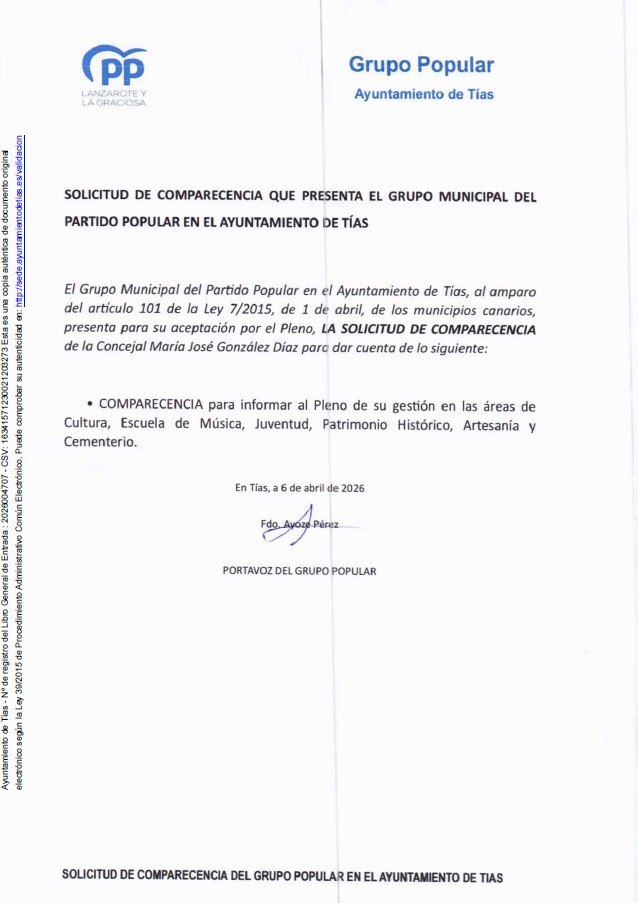 PP
LANZAROTE Y
LA GRACIOSA
Grupo Popular
Ayuntamiento de Tías
SOLICITUD DE COMPARECENCIA QUE PRESENTA EL GRUPO MUNICIPAL DEL
PARTIDO POPULAR EN EL AYUNTAMIENTO DE TÍAS
El Grupo Municipal del Partido Popular en el Ayuntamiento de Tías, al amparo
del artículo 101 de la Ley 7/2015, de 1 de abril, de los municipios canarios,
presenta para su aceptación por el Pleno, LA SOLICITUD DE COMPARECENCIA
de la Concejal María José González Díaz para dar cuenta de lo siguiente:
• COMPARECENCIA para informar al Pleno de su gestión en las áreas de
Cultura, Escuela de Música, Juventud, Patrimonio Histórico, Artesanía y
Cementerio.
En Tías, a 6 de abril de 2026
Fdo. Ayoze Pérez
PORTAVOZ DEL GRUPO POPULAR
SOLICITUD DE COMPARECENCIA DEL GRUPO POPULAR EN EL AYUNTAMIENTO DE TIAS
Ayuntamiento de Tías - Nº de registro del Libro General de Entrada : 2026004707 - CSV: 16341571230021203273 Esta es una copia auténtica de documento original
electrónico según la Ley 39/2015 de Procedimiento Administrativo Común Electrónico. Puede comprobar su autenticidad en: http://sede.ayuntamientodetias.es/validacion